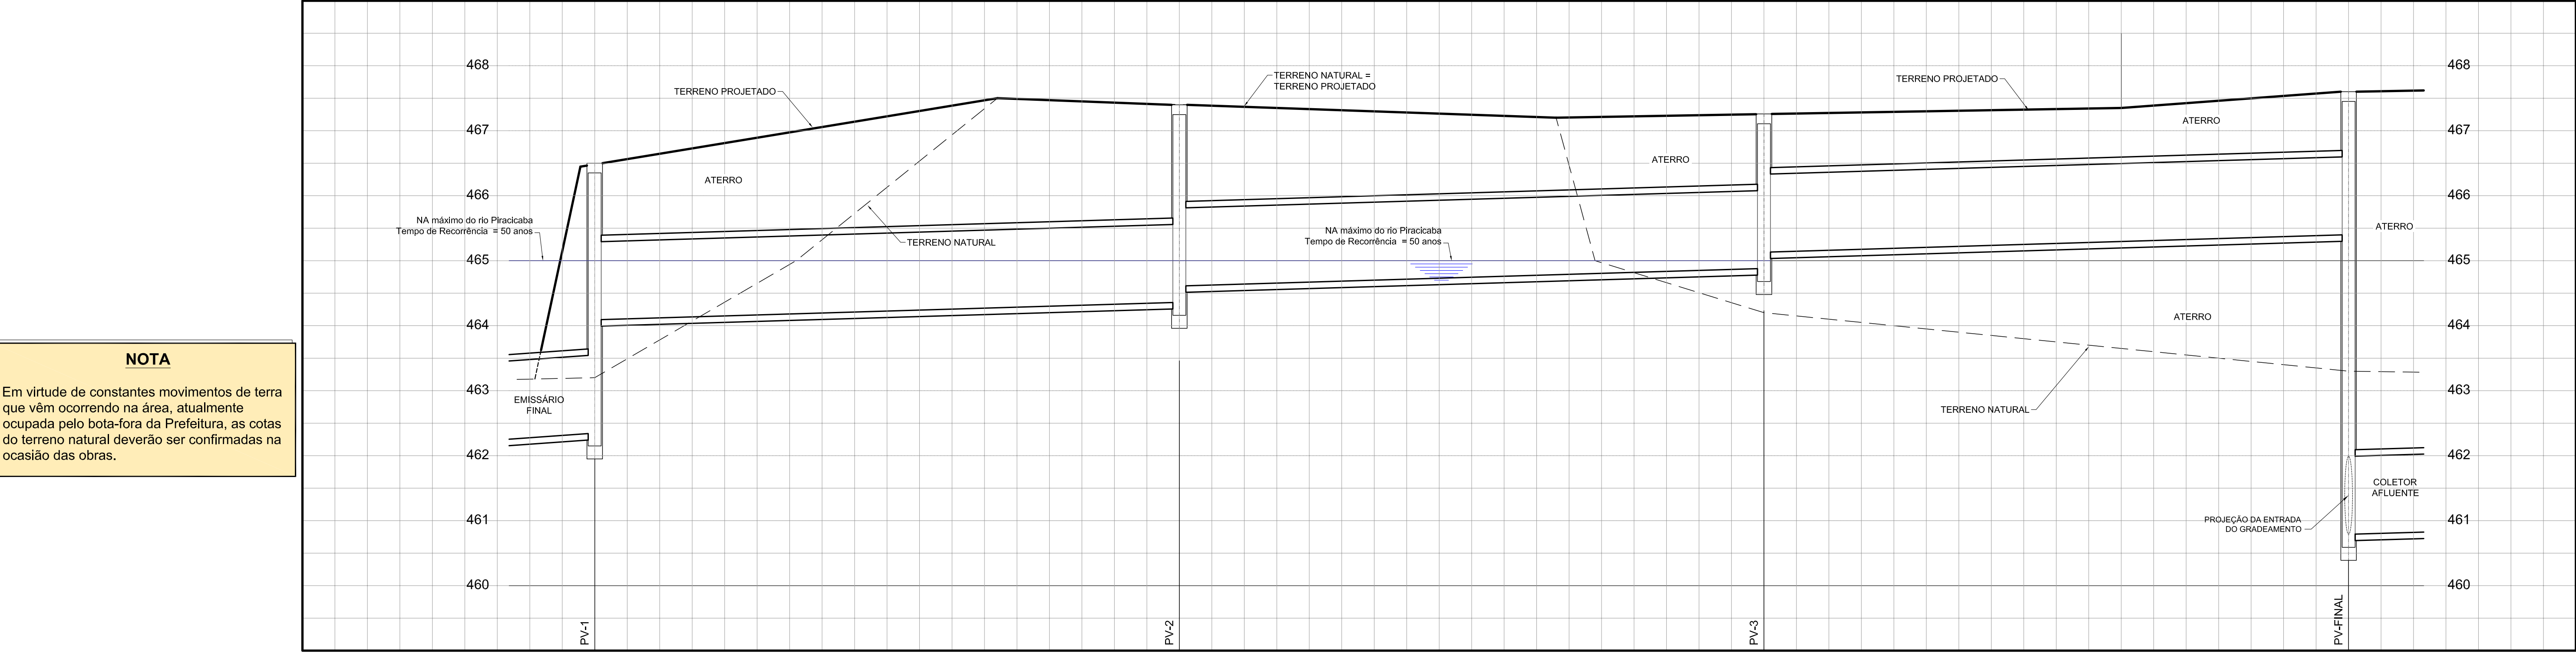 NOTA
Em virtude de constantes movimentos de terra
que vêm ocorrendo na área, atualmente
ocupada pelo bota-fora da Prefeitura, as cotas
do terreno natural deverão ser confirmadas na
ocasião das obras.
468
467
466
465
464
463
462
461
460
NA máximo do rio Piracicaba
Tempo de Recorrência = 50 anos
EMISSÁRIO
FINAL
TERRENO PROJETADO
ATERRO
TERRENO NATURAL
TERRENO NATURAL =
TERRENO PROJETADO
NA máximo do rio Piracicaba
Tempo de Recorrência = 50 anos
ATERRO
TERRENO PROJETADO
ATERRO
ATERRO
TERRENO NATURAL
ATERRO
COLETOR
AFLUENTE
PROJEÇÃO DA ENTRADA
DO GRADEAMENTO
468
467
466
465
464
463
462
461
460
PV-1
PV-2
PV-3
PV-FINAL